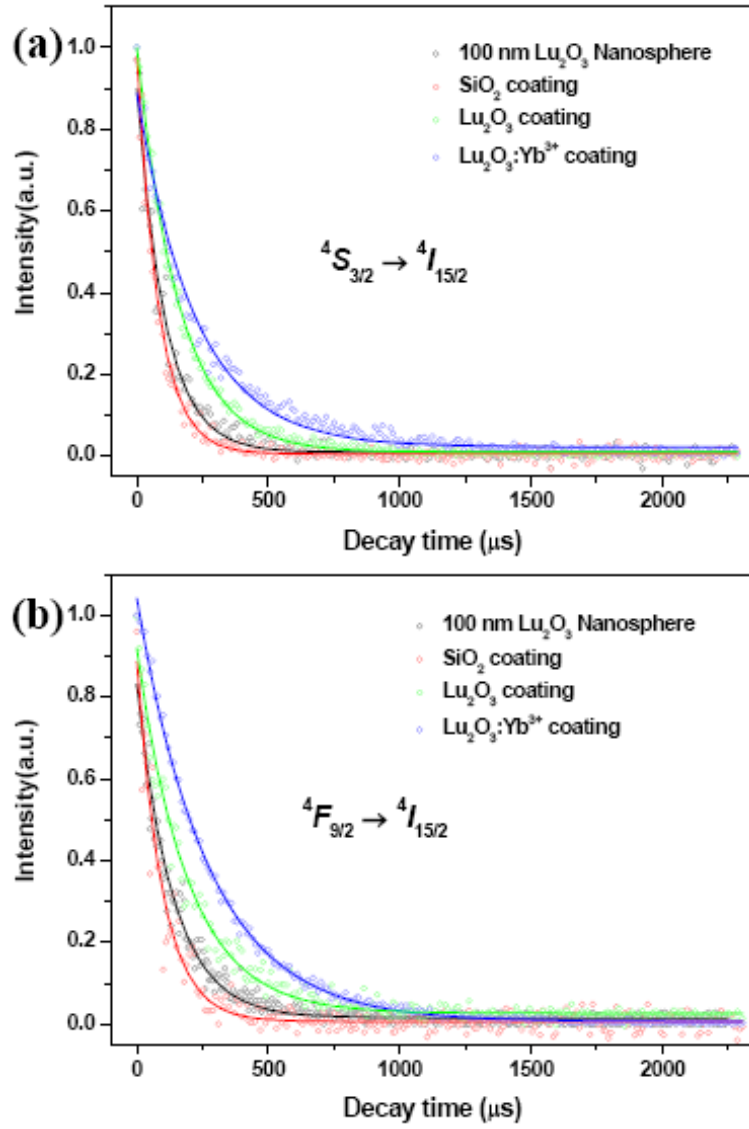 (a)
1.0
0.8
0.6
0.4
0.2
0.0
Intensity(a.u.)
100 nm Lu₂O₃ Nanosphere
SiO₂ coating
Lu₂O₃ coating
Lu₂O₃:Yb³⁺ coating
⁴S₃/₂ → ⁴I₁₅/₂
0 500 1000 1500 2000
Decay time (μs)
(b)
1.0
0.8
0.6
0.4
0.2
0.0
Intensity(a.u.)
100 nm Lu₂O₃ Nanosphere
SiO₂ coating
Lu₂O₃ coating
Lu₂O₃:Yb³⁺ coating
⁴F₉/₂ → ⁴I₁₅/₂
0 500 1000 1500 2000
Decay time (μs)